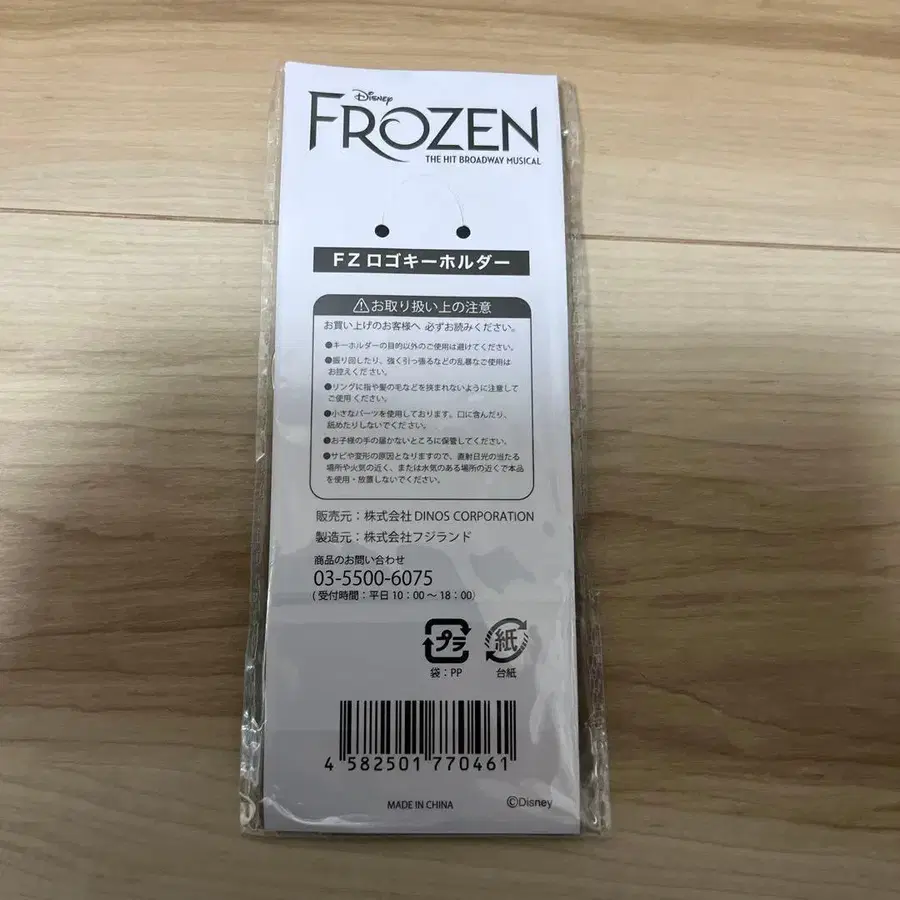 Disney
FROZEN
THE HIT BROADWAY MUSICAL
FZロゴキーホルダー
⚠お取り扱い上の注意
お買い上げのお客様へ 必ずお読みください。
●キーホルダーの目的以外のご使用は避けてください。
●振り回したり、強く引っ張るなどの乱暴なご使用は
お控えください。
●リングに指や髪の毛などを挟まれないように注意して
ご使用ください。
●小さなパーツを使用しております。口に含んだり、
舐めたりしないでください。
●お子様の手の届かないところに保管してください。
●サビや変形の原因となりますので、直射日光の当たる
場所や火気の近く、または水気のある場所の近くで本品
を使用・放置しないでください。
販売元：株式会社 DINOS CORPORATION
製造元：株式会社フジランド
商品のお問い合わせ
03-5500-6075
(受付時間：平日 10：00～18：00)
プラ 紙
袋：PP 台紙
4 582501 770461
MADE IN CHINA ©Disney